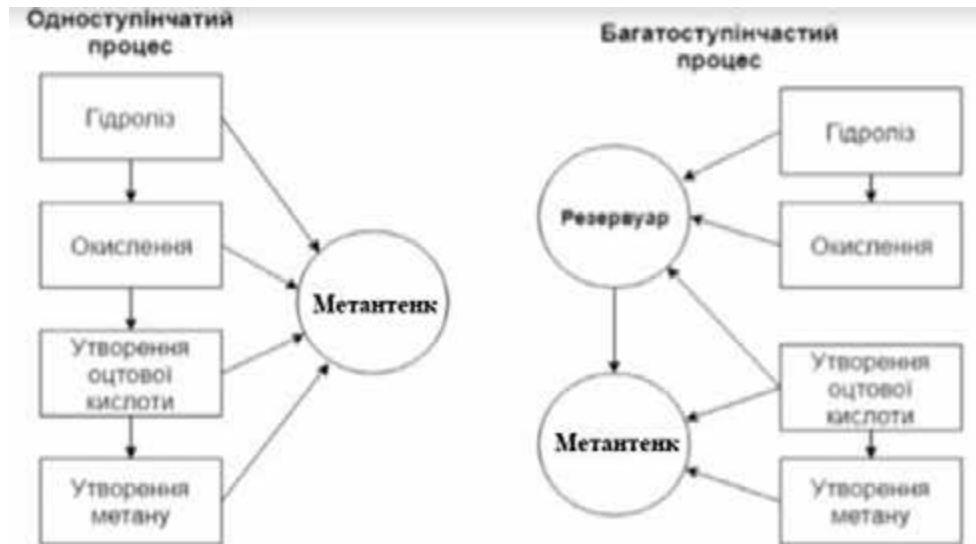 Одноступінчатий
процес
Гідроліз
Окислення
Утворення
оцтової
кислоти
Утворення
метану
Метантенк
Багатоступінчастий
процес
Гідроліз
Окислення
Резервуар
Утворення
оцтової
кислоти
Метантенк
Утворення
метану